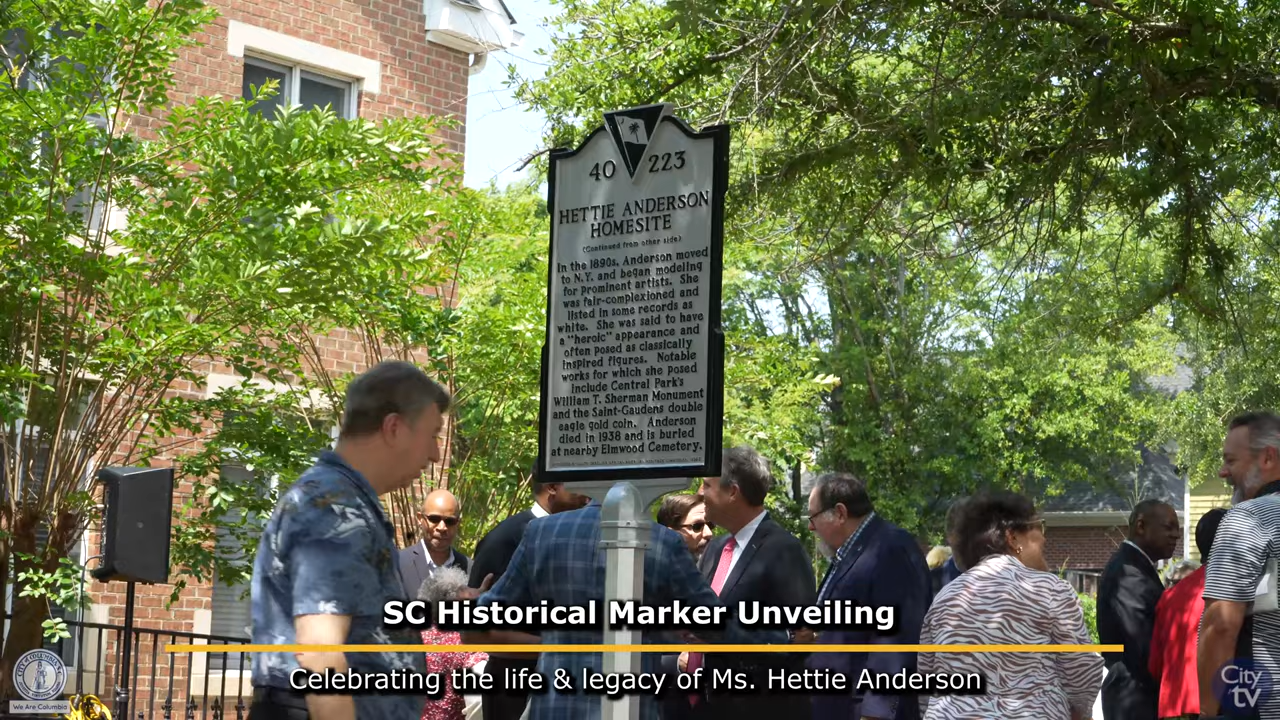 40 223
HETTIE ANDERSON
HOMESITE
(Continued from other side)
In the 1890s, Anderson moved
to N.Y. and began modeling
for prominent artists. She
was fair-complexioned and
listed in some records as
white. She was said to have
a "heroic" appearance and
often posed as classically
inspired figures. Notable
works for which she posed
include Central Park's
William T. Sherman Monument
and the Saint-Gaudens double
eagle gold coin. Anderson
died in 1938 and is buried
at nearby Elmwood Cemetery.
SC Historical Marker Unveiling
Celebrating the life & legacy of Ms. Hettie Anderson
We Are Columbia
City
tv